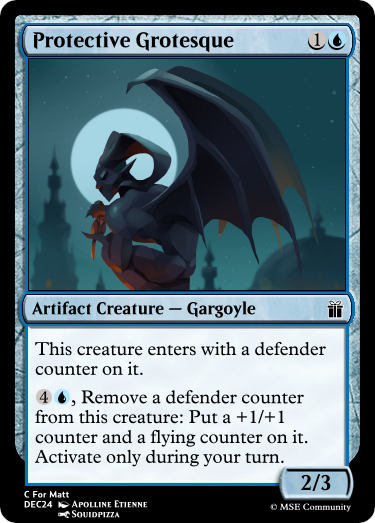 Protective Grotesque 1
Artifact Creature — Gargoyle
This creature enters with a defender
counter on it.
4, Remove a defender counter
from this creature: Put a +1/+1
counter and a flying counter on it.
Activate only during your turn.
2/3
C For Matt
DEC24 Apolline Etienne
Squidpizza
© MSE Community